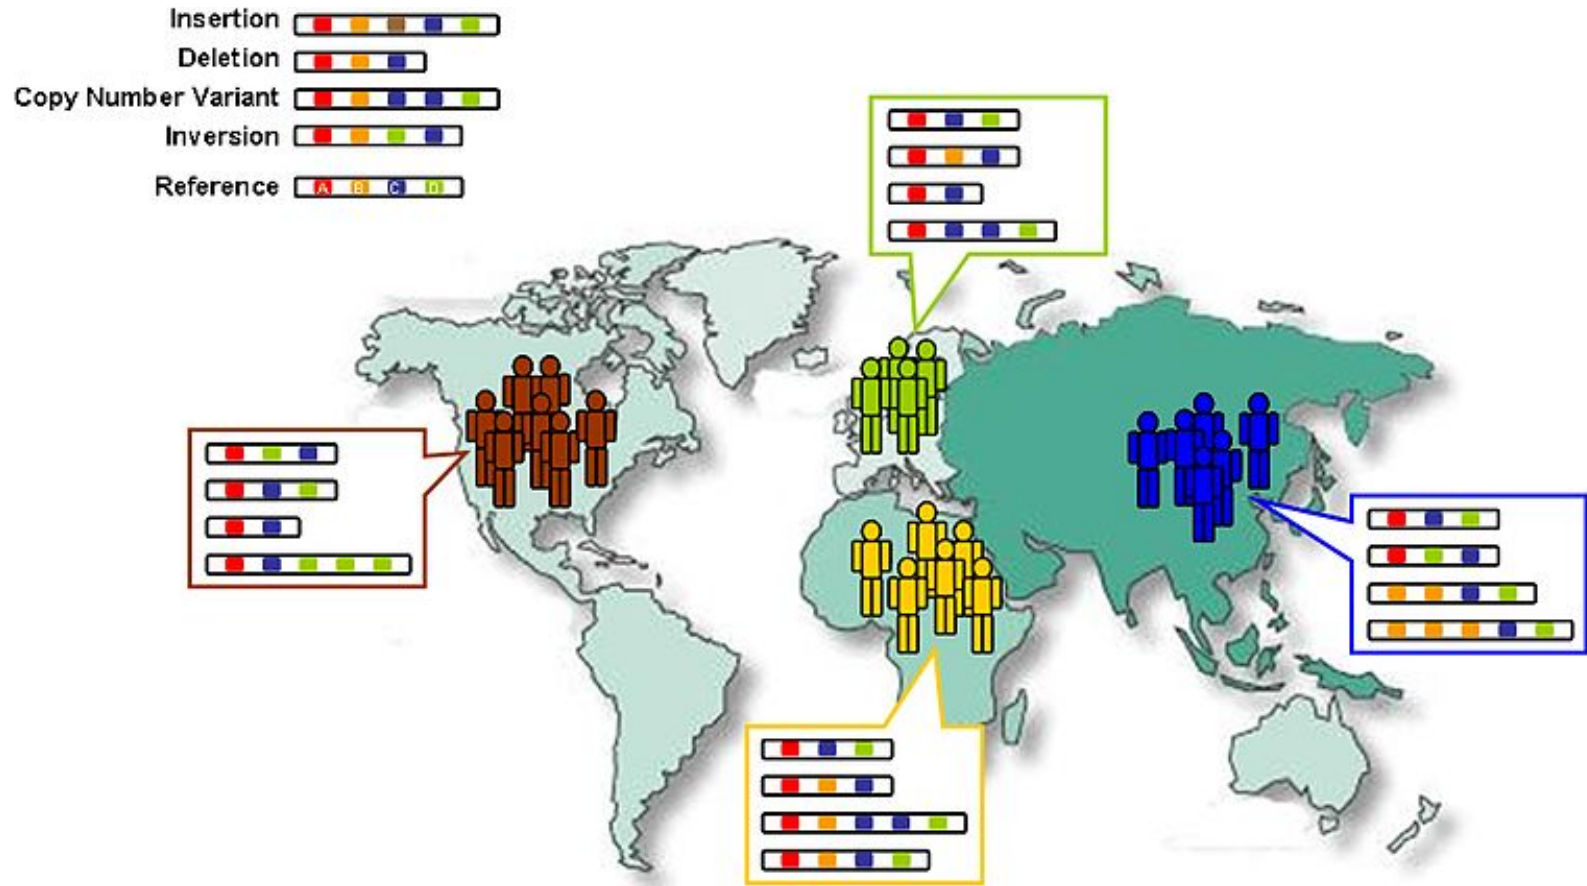 Insertion
Deletion
Copy Number Variant
Inversion
Reference A B C D